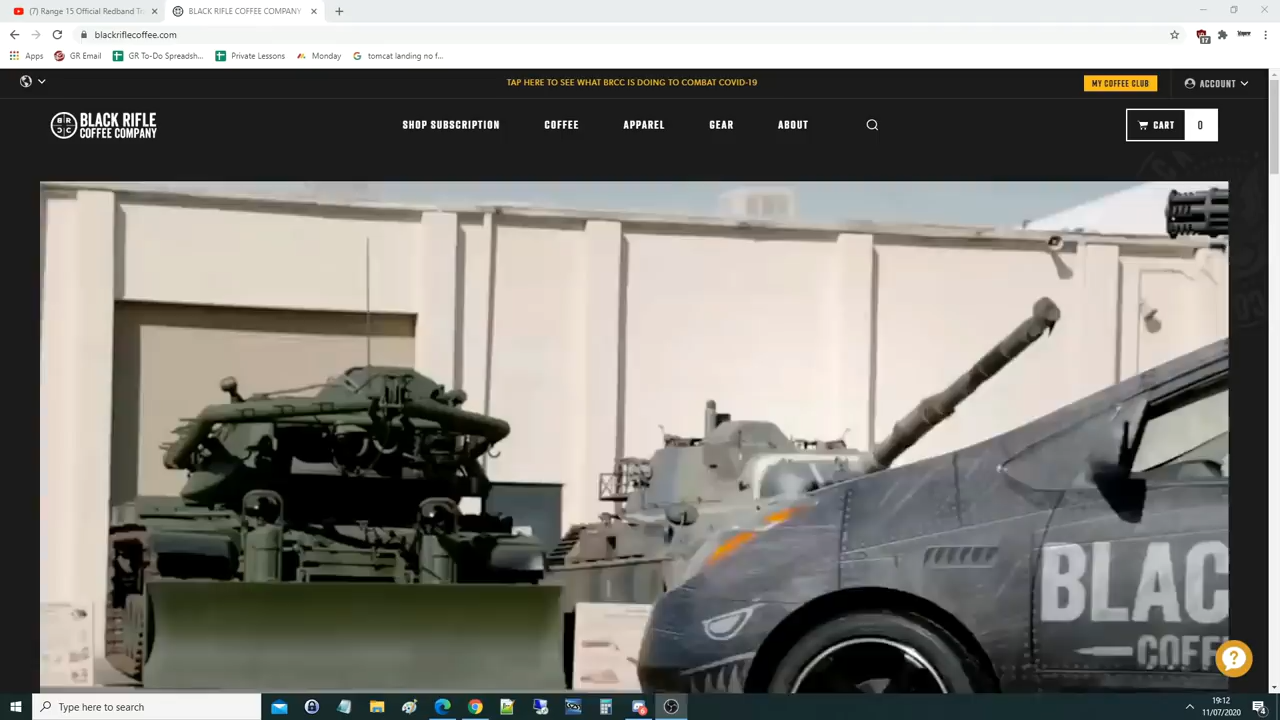 (7) Range 15 Official Redband Tr
BLACK RIFLE COFFEE COMPANY
blackriflecoffee.com
17
Apps
GR Email
GR To-Do Spreadsh...
Private Lessons
Monday
tomcat landing no f...
TAP HERE TO SEE WHAT BRCC IS DOING TO COMBAT COVID-19
MY COFFEE CLUB
ACCOUNT
BLACK RIFLE
COFFEE COMPANY
SHOP SUBSCRIPTION
COFFEE
APPAREL
GEAR
ABOUT
CART
0
BLAC
COFF
?
Type here to search
19:12
11/07/2020
4